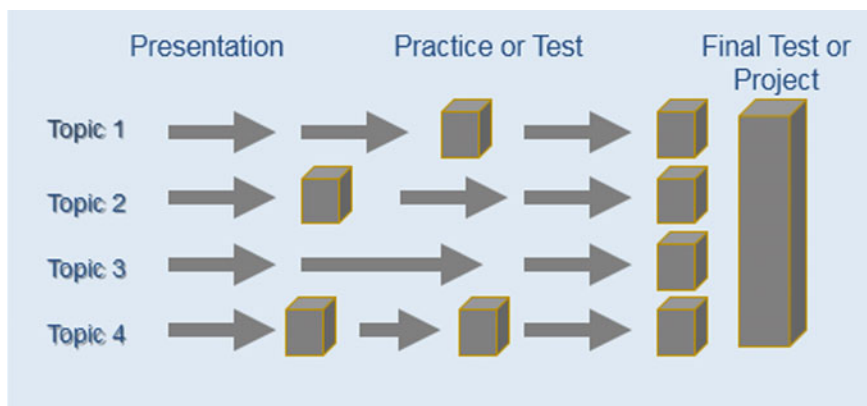 Presentation
Practice or Test
Final Test or
Project
Topic 1
Topic 2
Topic 3
Topic 4